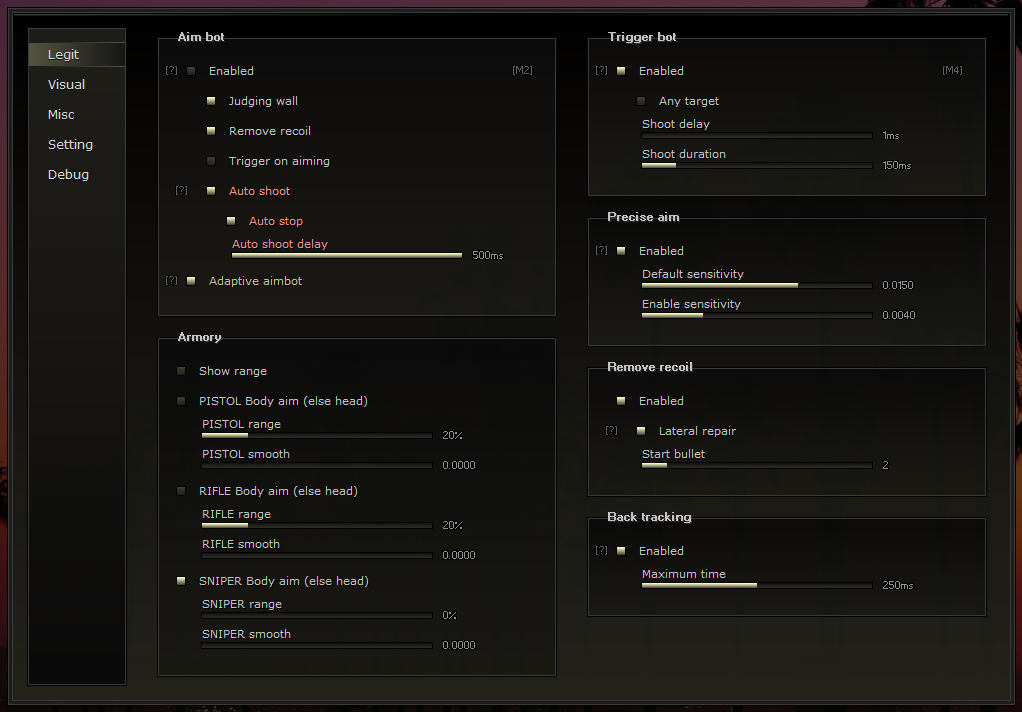 Legit
Visual
Misc
Setting
Debug
Aim bot
[?] Enabled [M2]
Judging wall
Remove recoil
Trigger on aiming
[?] Auto shoot
Auto stop
Auto shoot delay
500ms
[?] Adaptive aimbot
Armory
Show range
PISTOL Body aim (else head)
PISTOL range
20%
PISTOL smooth
0.0000
RIFLE Body aim (else head)
RIFLE range
20%
RIFLE smooth
0.0000
SNIPER Body aim (else head)
SNIPER range
0%
SNIPER smooth
0.0000
Trigger bot
[?] Enabled [M4]
Any target
Shoot delay
1ms
Shoot duration
150ms
Precise aim
[?] Enabled
Default sensitivity
0.0150
Enable sensitivity
0.0040
Remove recoil
Enabled
[?] Lateral repair
Start bullet
2
Back tracking
[?] Enabled
Maximum time
250ms